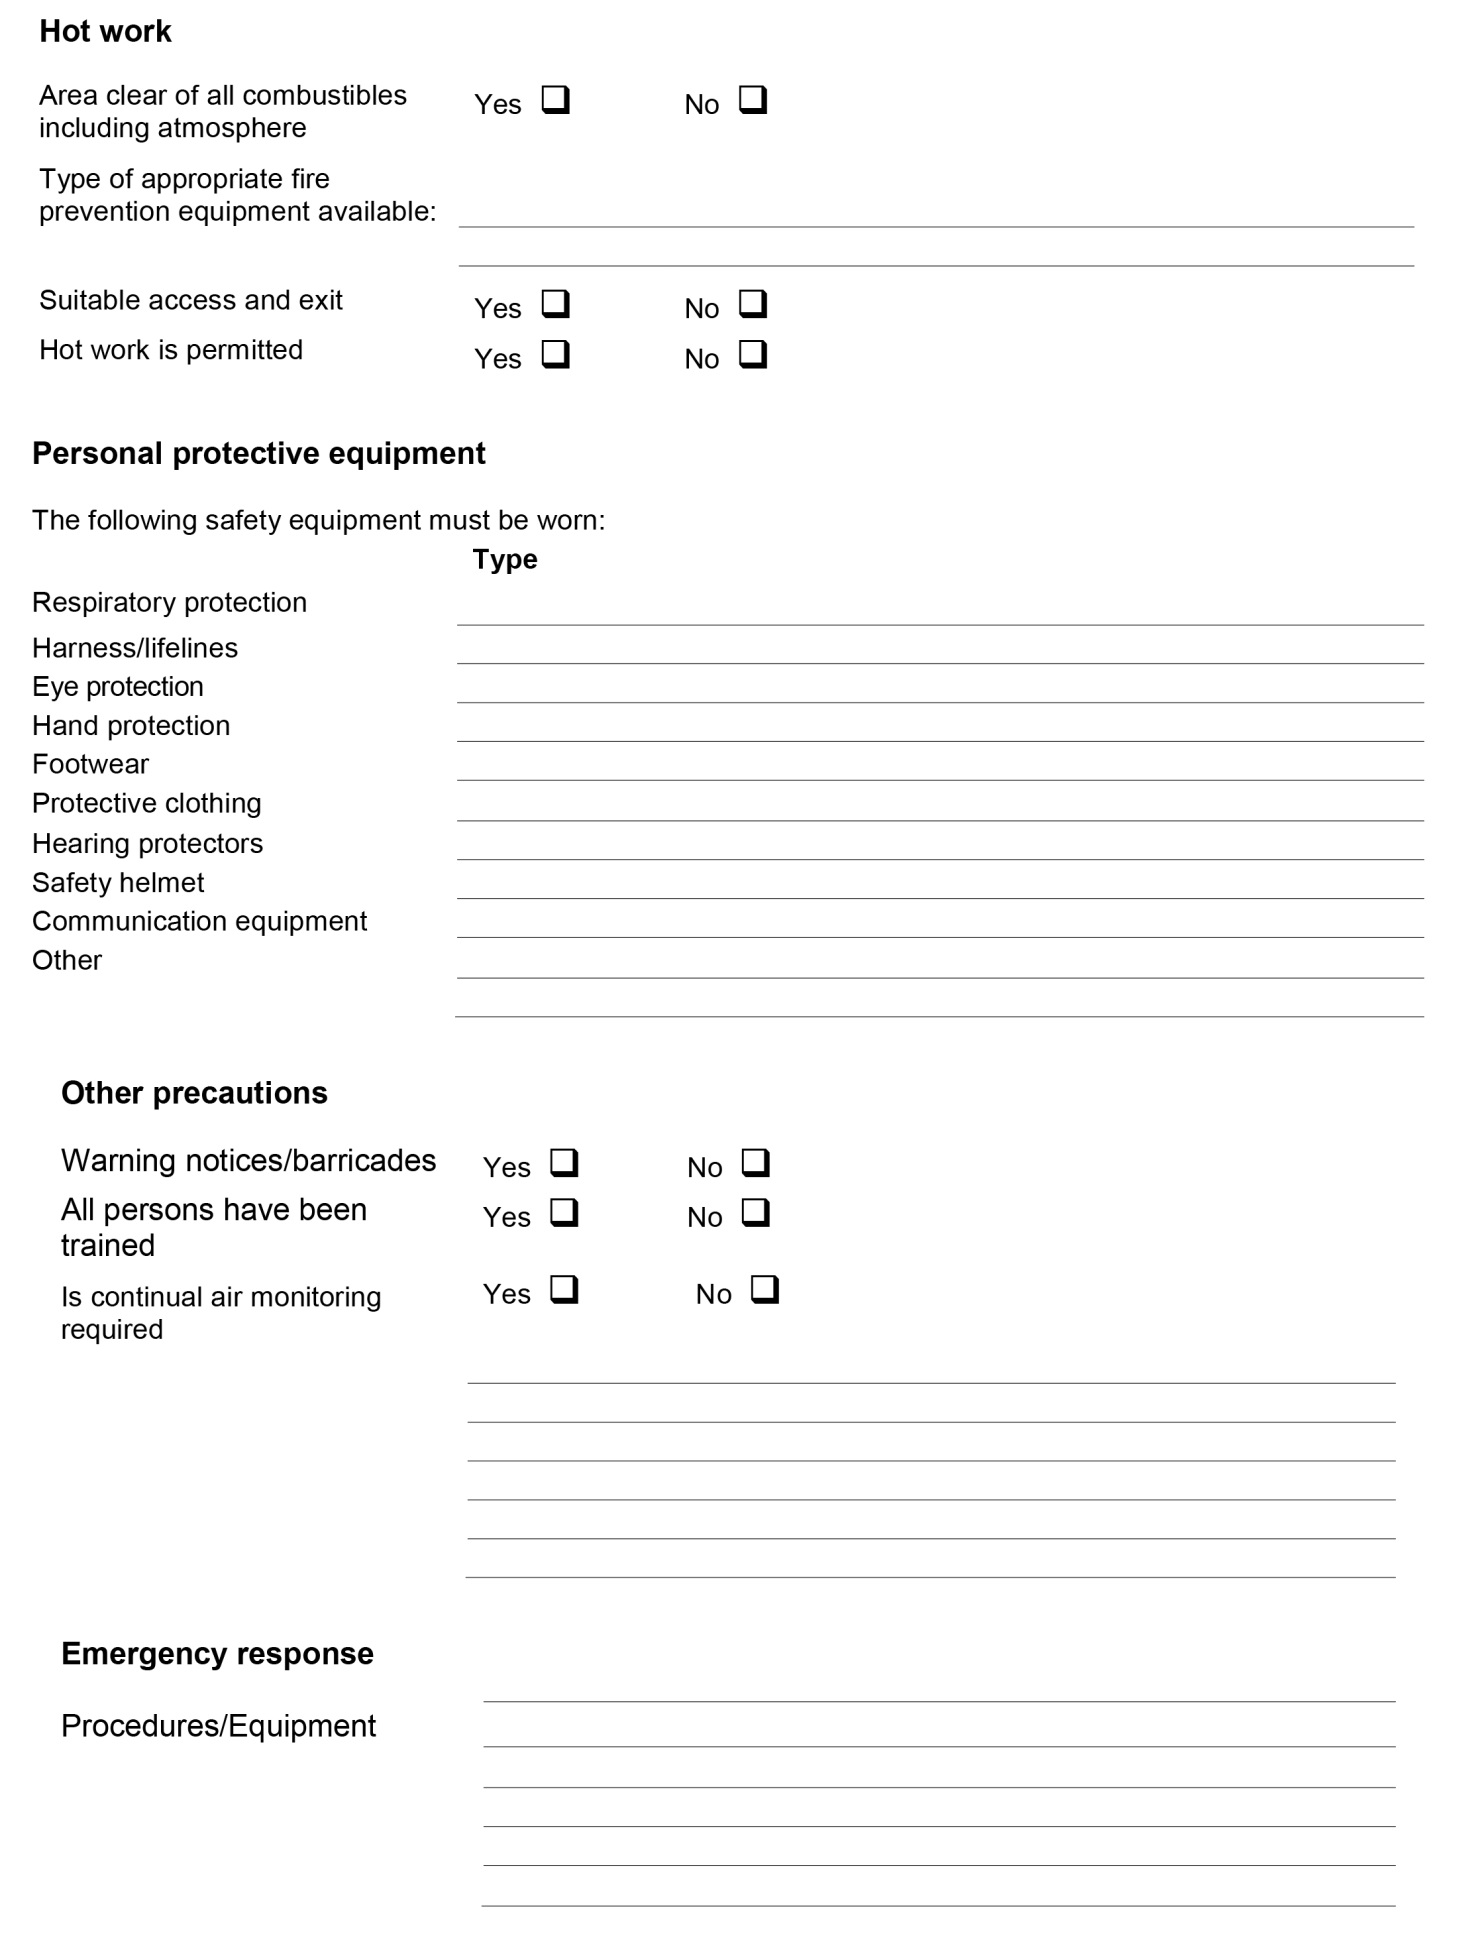 Hot work
Area clear of all combustibles
including atmosphere
Yes ❑ No ❑
Type of appropriate fire
prevention equipment available:
Suitable access and exit Yes ❑ No ❑
Hot work is permitted Yes ❑ No ❑
Personal protective equipment
The following safety equipment must be worn:
Type
Respiratory protection
Harness/lifelines
Eye protection
Hand protection
Footwear
Protective clothing
Hearing protectors
Safety helmet
Communication equipment
Other
Other precautions
Warning notices/barricades Yes ❑ No ❑
All persons have been
trained
Yes ❑ No ❑
Is continual air monitoring
required
Yes ❑ No ❑
Emergency response
Procedures/Equipment